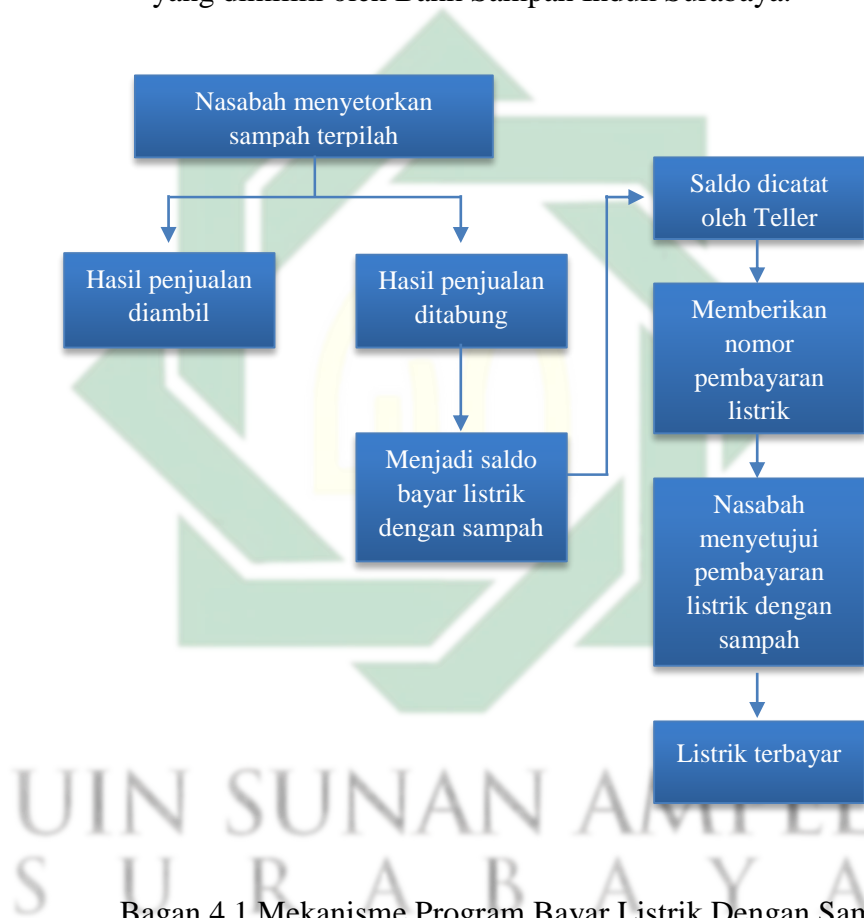 Nasabah menyetorkan
sampah terpilah
Hasil penjualan
diambil
Hasil penjualan
ditabung
Menjadi saldo
bayar listrik
dengan sampah
Saldo dicatat
oleh Teller
Memberikan
nomor
pembayaran
listrik
Nasabah
menyetujui
pembayaran
listrik dengan
sampah
Listrik terbayar
UIN SUNAN
S U R A B A Y A
Bagan 4.1 Mekanisme Program Bayar Listrik Dengan